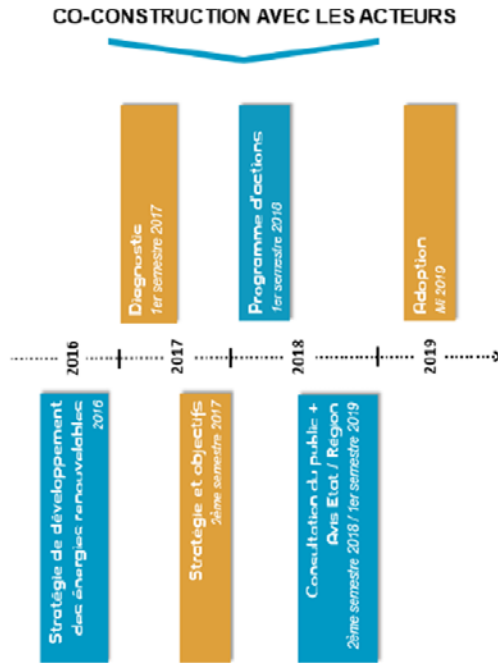 CO-CONSTRUCTION AVEC LES ACTEURS
Diagnostic
1er semestre 2017
Programme d'actions
1er semestre 2018
Adoption
Mi 2019
2016
2017
2018
2019
Stratégie de développement
des énergies renouvelables
2016
Stratégie et objectifs
2ème semestre 2017
Consultation du public +
Avis Etat / Région
2ème semestre 2018 / 1er semestre 2019